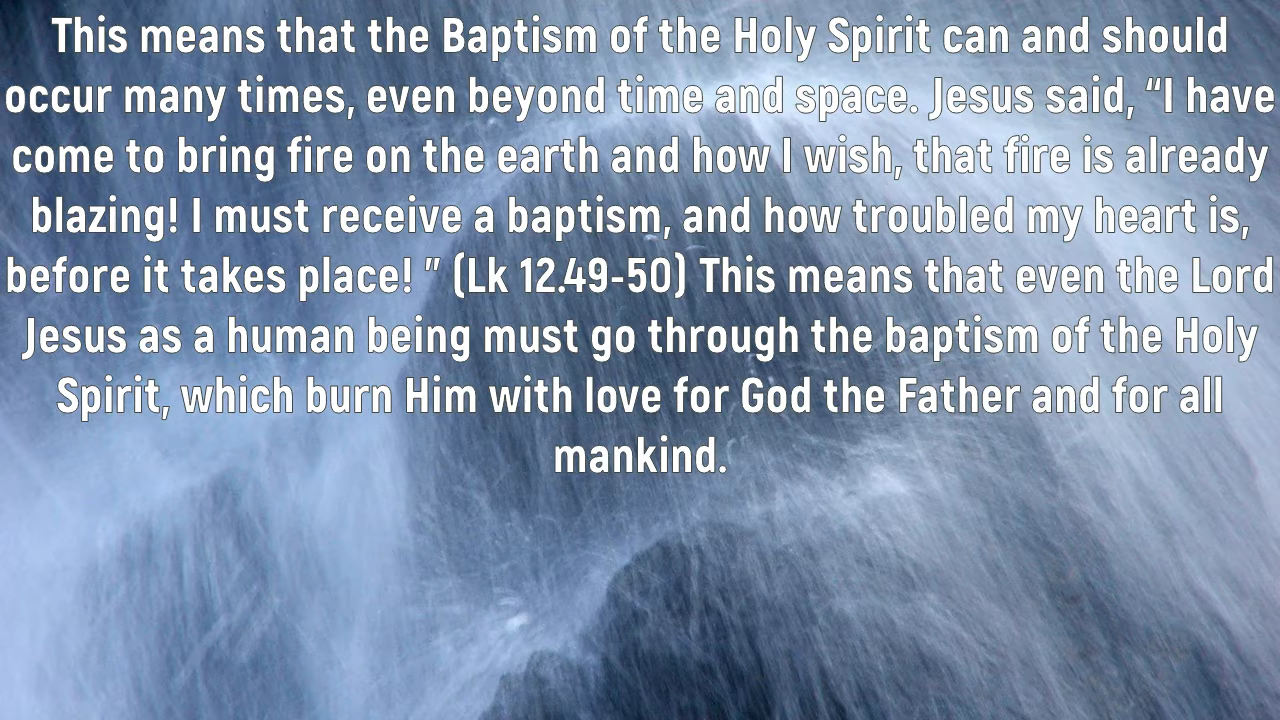 This means that the Baptism of the Holy Spirit can and should
occur many times, even beyond time and space. Jesus said, “I have
come to bring fire on the earth and how I wish, that fire is already
blazing! I must receive a baptism, and how troubled my heart is,
before it takes place! ” (Lk 12.49-50) This means that even the Lord
Jesus as a human being must go through the baptism of the Holy
Spirit, which burn Him with love for God the Father and for all
mankind.